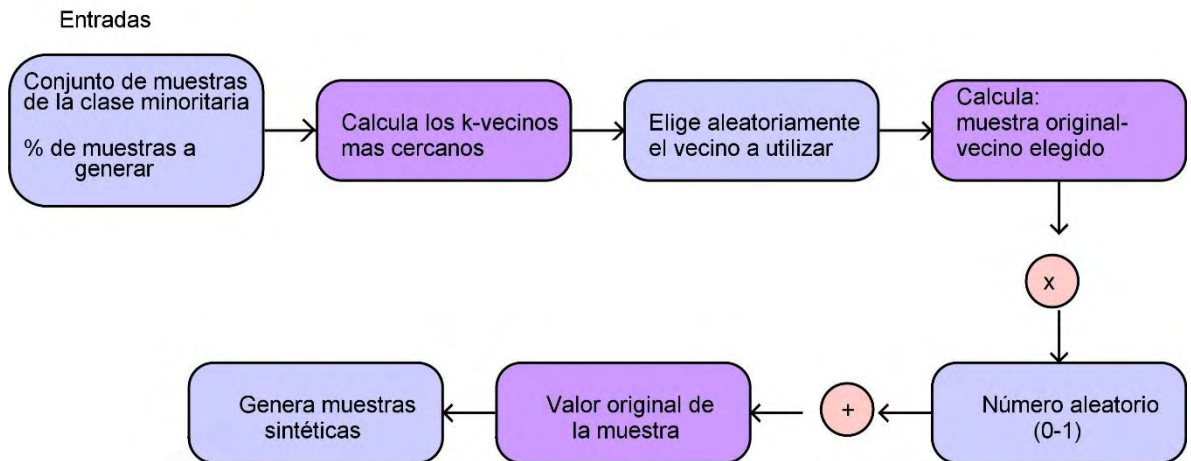 Entradas
Conjunto de muestras
de la clase minoritaria
% de muestras a
generar
Calcula los k-vecinos
mas cercanos
Elige aleatoriamente
el vecino a utilizar
Calcula:
muestra original-
vecino elegido
x
Número aleatorio
(0-1)
+
Valor original de
la muestra
Genera muestras
sintéticas